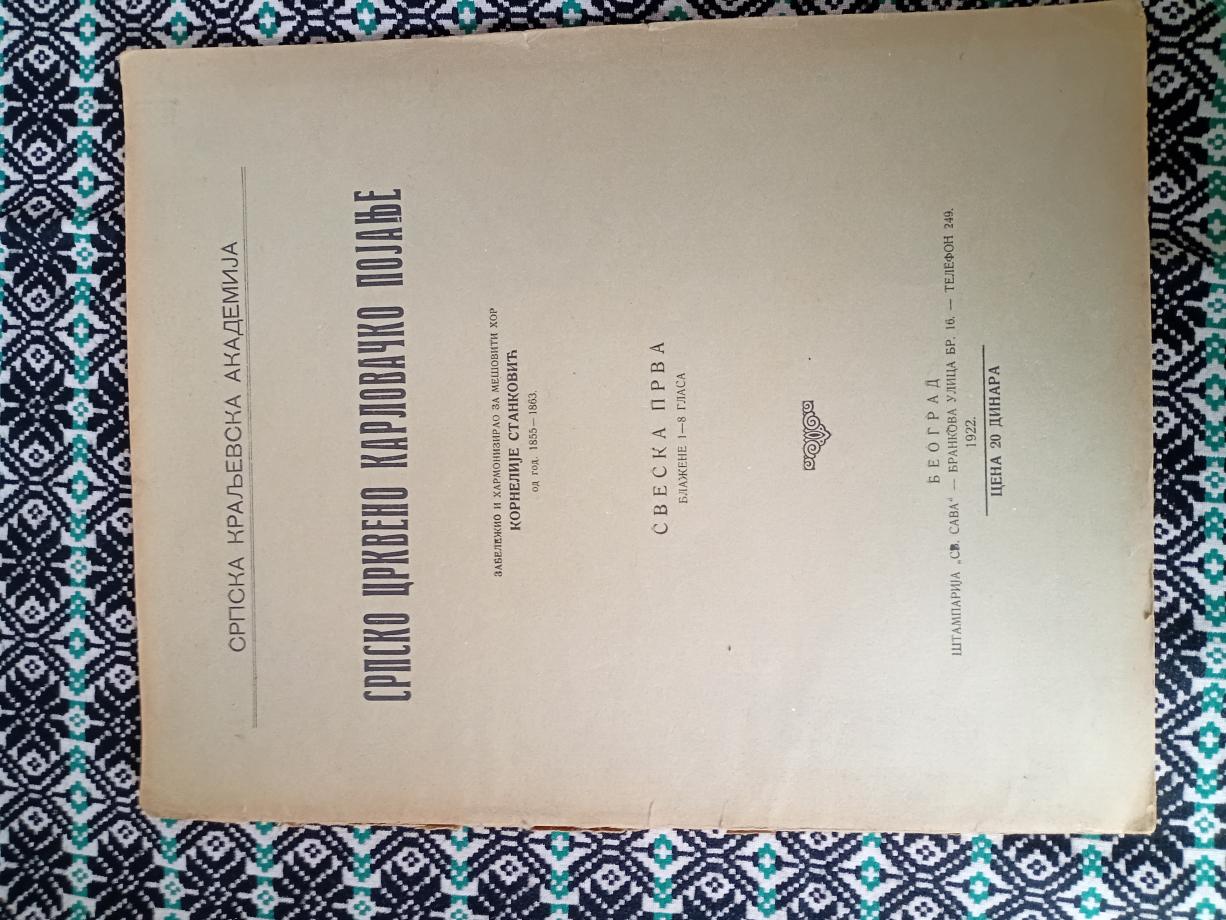 СРПСКА КРАЉЕВСКА АКАДЕМИЈА
СРПСКО ЦРКВЕНО КАРЛОВАЧКО ПОЈАЊЕ
ЗАБЕЛЕЖИО И ХАРМОНИЗИРАО ЗА МЕШОВИТИ ХОР
КОРНЕЛИЈЕ СТАНКОВИЋ
ОД ГОД. 1855—1863.
СВЕСКА ПРВА
БЛАЖЕНЕ 1—8 ГЛАСА
БЕОГРАД
ШТАМПАРИЈА „СВ. САВА“ — БРАНКОВА УЛИЦА БР. 16. — ТЕЛЕФОН 249.
1922.
ЦЕНА 20 ДИНАРА